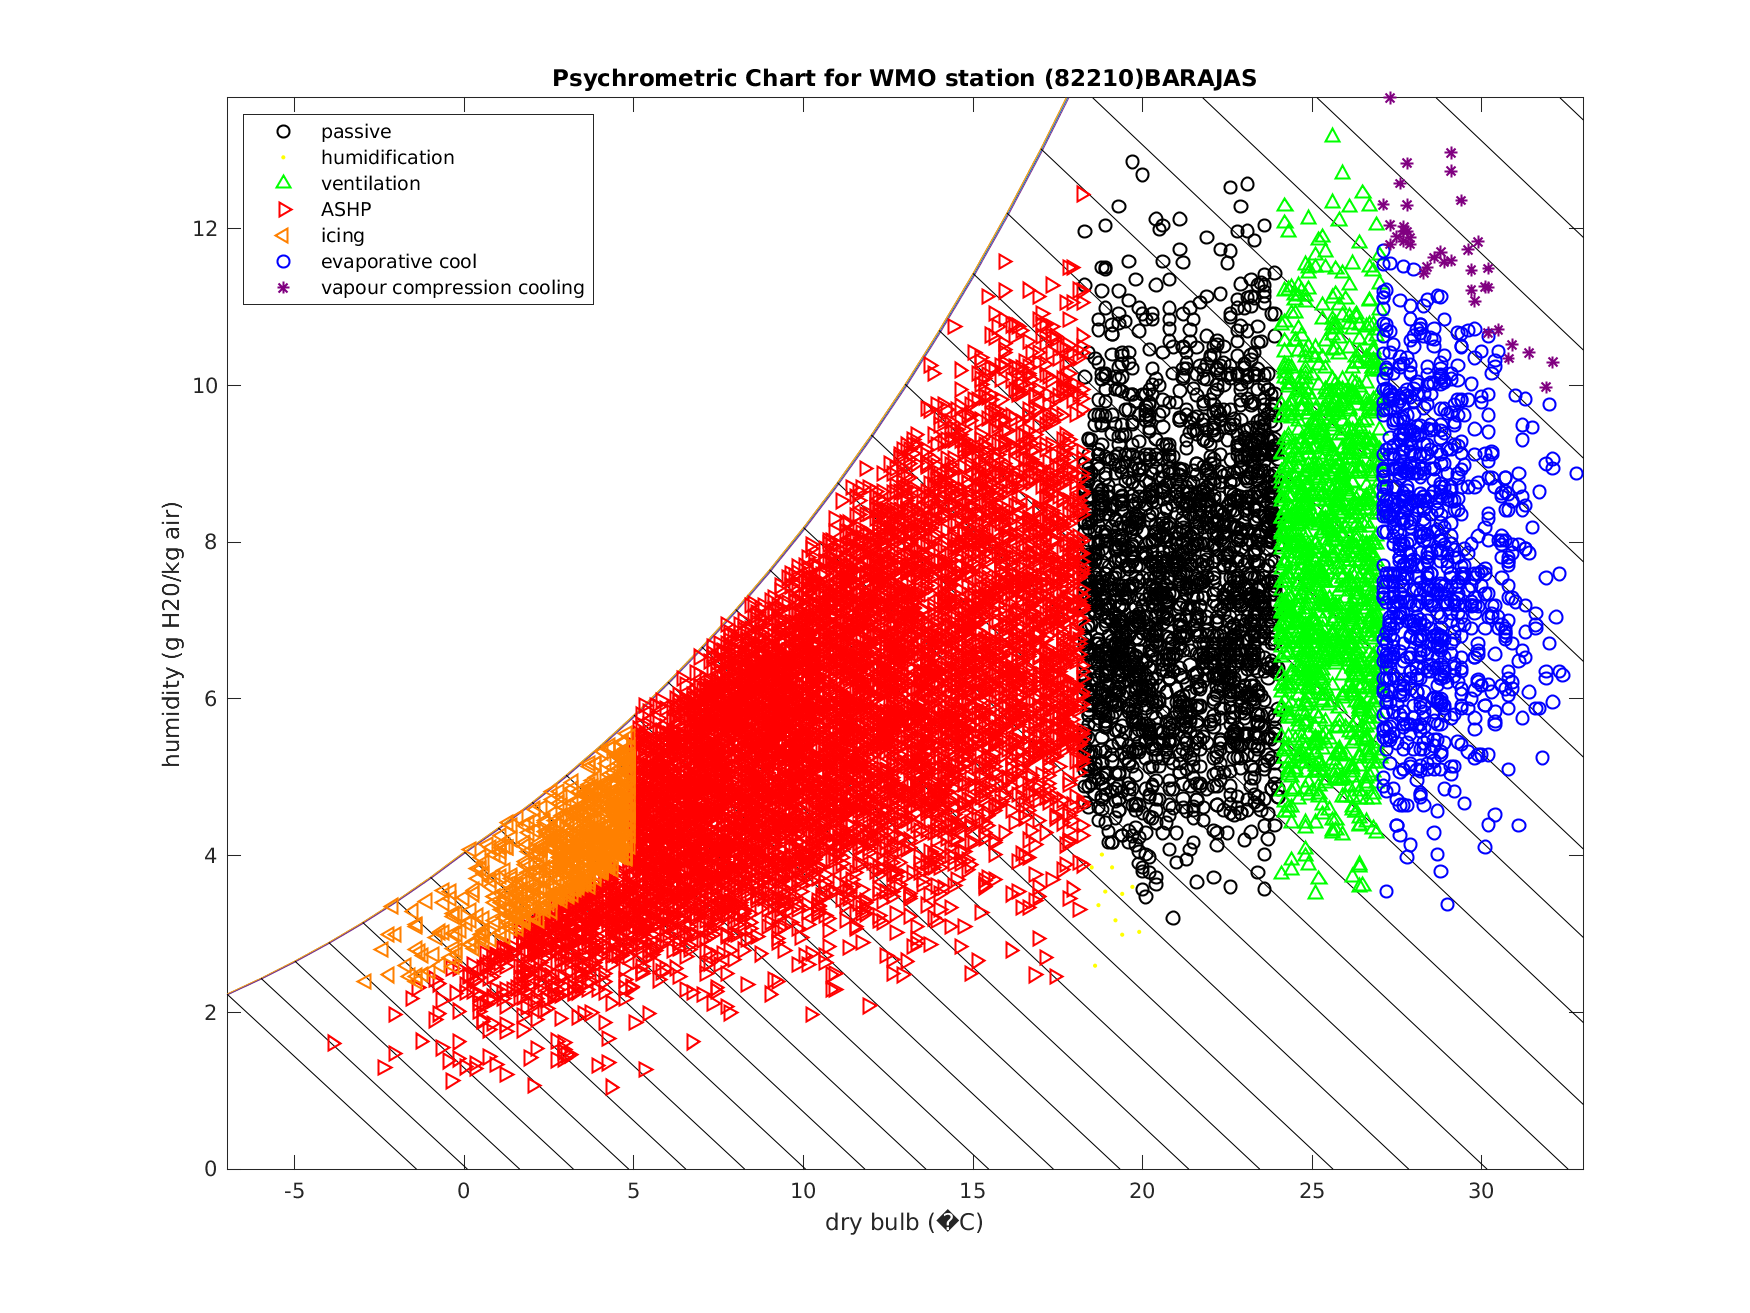 Psychrometric Chart for WMO station (82210)BARAJAS
passive
humidification
ventilation
ASHP
icing
evaporative cool
vapour compression cooling
humidity (g H20/kg air)
12
10
8
6
4
2
0
-5 0 5 10 15 20 25 30
dry bulb (�C)